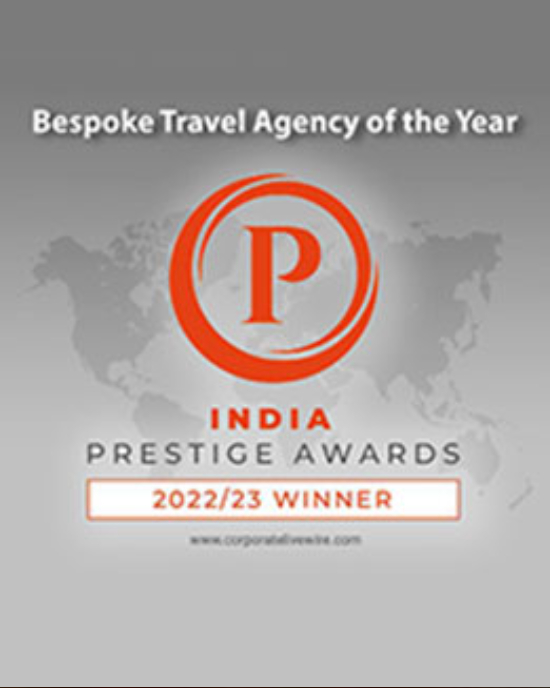 Bespoke Travel Agency of the Year
P
INDIA
PRESTIGE AWARDS
2022/23 WINNER
www.corporatelivewire.com